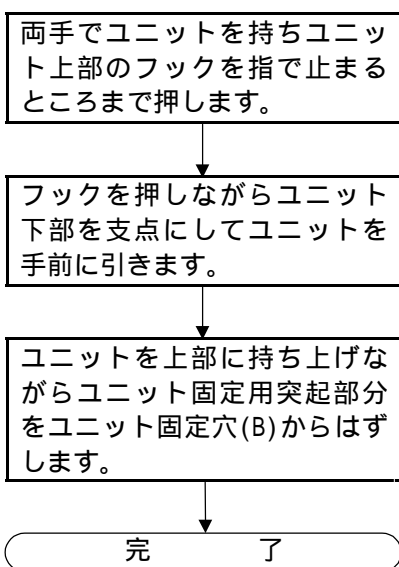 両手でユニットを持ちユニッ
ト上部のフックを指で止まる
ところまで押します。
フックを押しながらユニット
下部を支点にしてユニットを
手前に引きます。
ユニットを上部に持ち上げな
がらユニット固定用突起部分
をユニット固定穴(B)からはず
します。
完　　　了